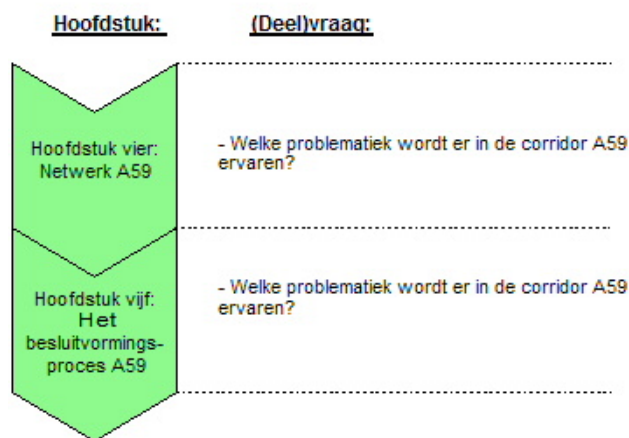 Hoofdstuk: (Deel)vraag:
Hoofdstuk vier:
Netwerk A59
- Welke problematiek wordt er in de corridor A59
ervaren?
Hoofdstuk vijf:
Het
besluitvormings-
proces A59
- Welke problematiek wordt er in de corridor A59
ervaren?